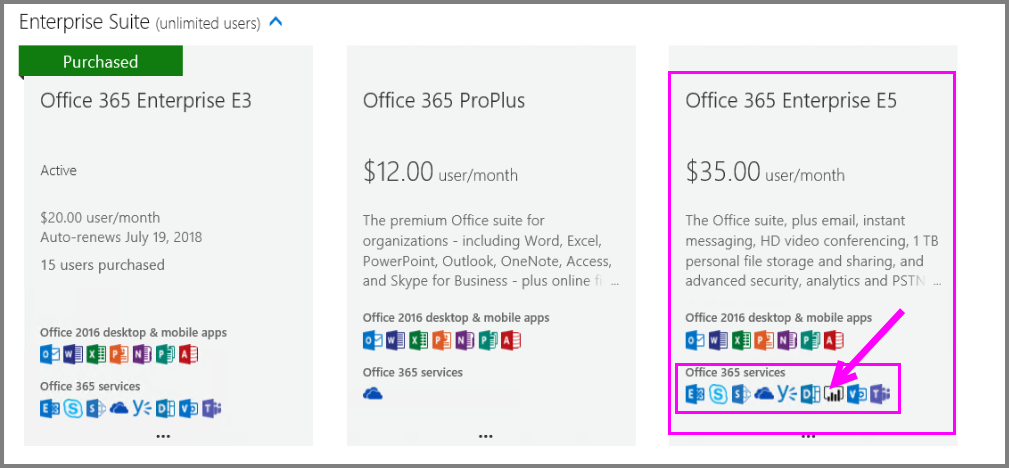 Enterprise Suite (unlimited users)
Purchased
Office 365 Enterprise E3
Active
$20.00 user/month
Auto-renews July 19, 2018
15 users purchased
Office 2016 desktop & mobile apps
Office 365 services
...
Office 365 ProPlus
$12.00 user/month
The premium Office suite for
organizations - including Word, Excel,
PowerPoint, Outlook, OneNote, Access,
and Skype for Business - plus online fi ...
Office 2016 desktop & mobile apps
Office 365 services
...
Office 365 Enterprise E5
$35.00 user/month
The Office suite, plus email, instant
messaging, HD video conferencing, 1 TB
personal file storage and sharing, and
advanced security, analytics and PSTN ...
Office 2016 desktop & mobile apps
Office 365 services
...